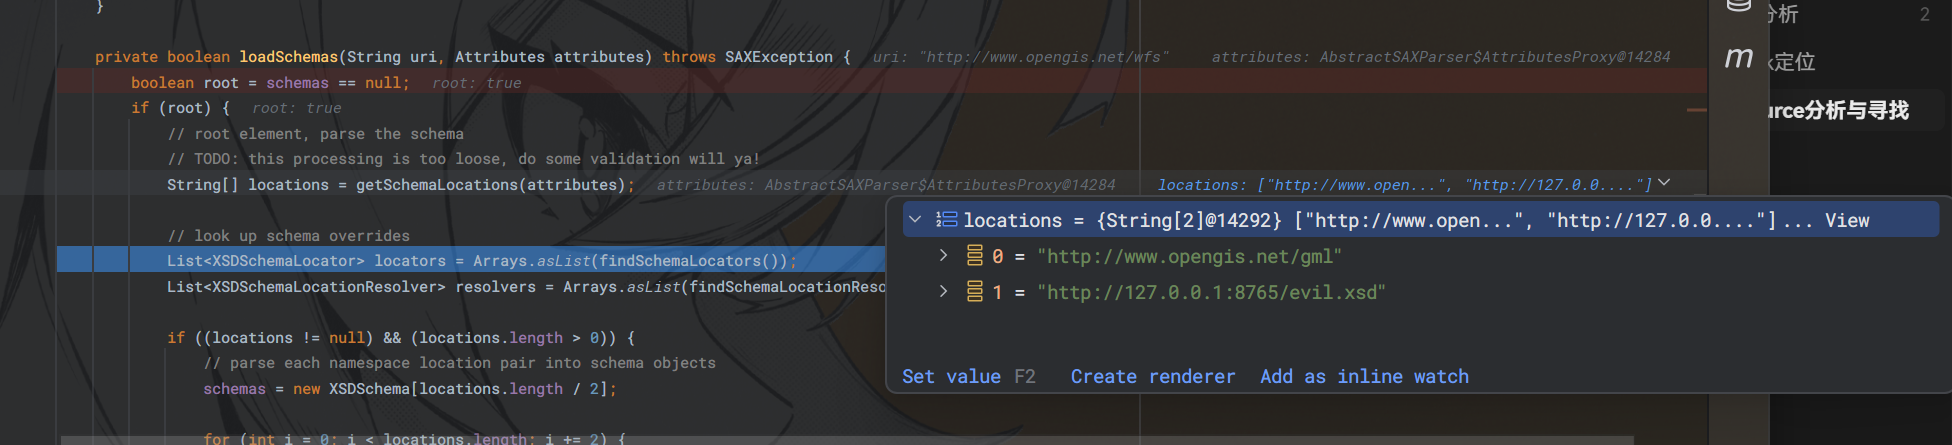 }
分析 2
private boolean loadSchemas(String uri, Attributes attributes) throws SAXException { uri: "http://www.opengis.net/wfs" attributes: AbstractSAXParser$AttributesProxy@14284
m
定位
boolean root = schemas == null; root: true
if (root) { root: true
urce分析与寻找
// root element, parse the schema
// TODO: this processing is too loose, do some validation will ya!
String[] locations = getSchemaLocations(attributes); attributes: AbstractSAXParser$AttributesProxy@14284 locations: ["http://www.open...", "http://127.0.0...."]
locations = {String[2]@14292} ["http://www.open...", "http://127.0.0...."] ... View
// look up schema overrides
0 = "http://www.opengis.net/gml"
List<XSDSchemaLocator> locators = Arrays.asList(findSchemaLocators());
List<XSDSchemaLocationResolver> resolvers = Arrays.asList(findSchemaLocationReso
1 = "http://127.0.0.1:8765/evil.xsd"
if ((locations != null) && (locations.length > 0)) {
// parse each namespace location pair into schema objects
Set value F2 Create renderer Add as inline watch
schemas = new XSDSchema[locations.length / 2];
for (int i = 0; i < locations.length; i += 2) {